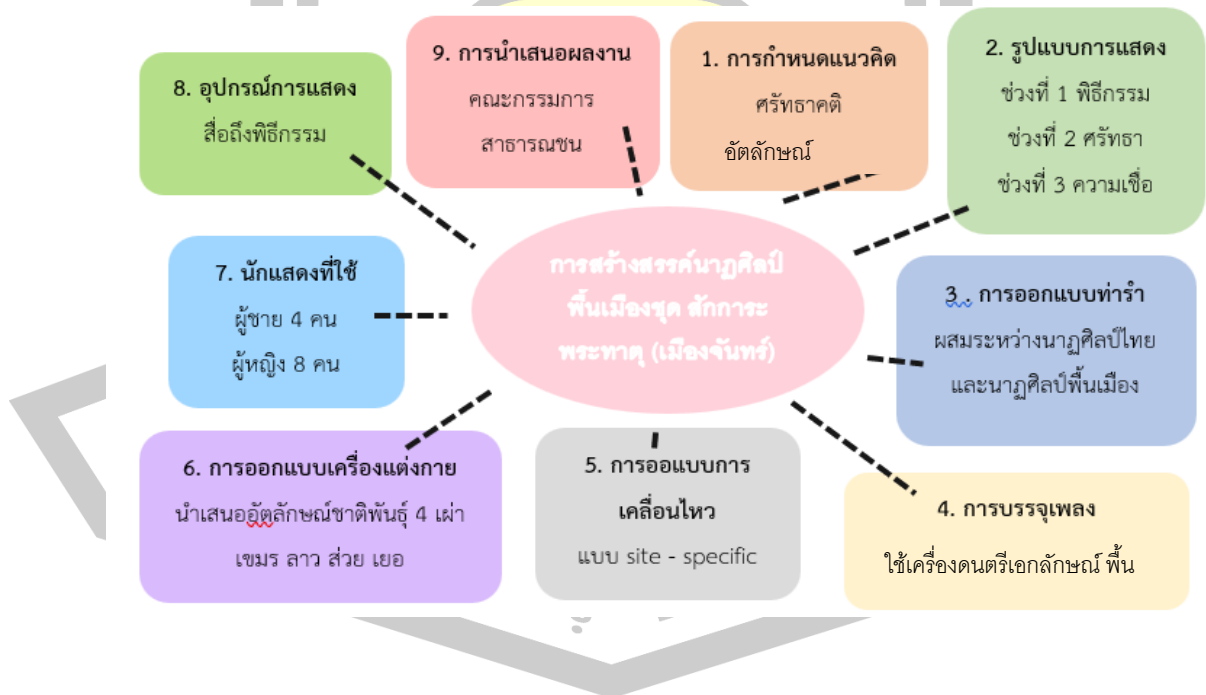 การสร้างสรรค์นาฏศิลป์
พื้นเมืองชุด สักการะ
พระทาตุ (เมืองจันทร์)
1. การกำหนดแนวคิด
ศรัทธาคติ
อัตลักษณ์
2. รูปแบบการแสดง
ช่วงที่ 1 พิธีกรรม
ช่วงที่ 2 ศรัทธา
ช่วงที่ 3 ความเชื่อ
3 . การออกแบบท่ารำ
ผสมระหว่างนาฏศิลป์ไทย
และนาฏศิลป์พื้นเมือง
4. การบรรจุเพลง
ใช้เครื่องดนตรีเอกลักษณ์ พื้น
5. การออแบบการ
เคลื่อนไหว
แบบ site - specific
6. การออกแบบเครื่องแต่งกาย
นำเสนออัตลักษณ์ชาติพันธุ์ 4 เผ่า
เขมร ลาว ส่วย เยอ
7. นักแสดงที่ใช้
ผู้ชาย 4 คน
ผู้หญิง 8 คน
8. อุปกรณ์การแสดง
สื่อถึงพิธีกรรม
9. การนำเสนอผลงาน
คณะกรรมการ
สาธารณชน